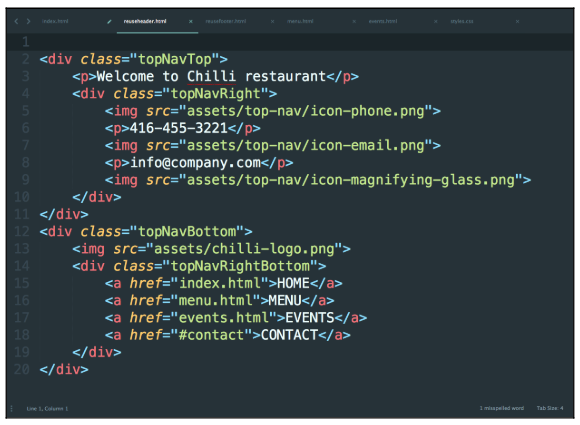 index.html reuseheader.html × reusefooter.html × menu.html × events.html × styles.css ×
1
2 <div class="topNavTop">
3     <p>Welcome to Chilli restaurant</p>
4     <div class="topNavRight">
5         <img src="assets/top-nav/icon-phone.png">
6         <p>416-455-3221</p>
7         <img src="assets/top-nav/icon-email.png">
8         <p>info@company.com</p>
9         <img src="assets/top-nav/icon-magnifying-glass.png">
10     </div>
11 </div>
12 <div class="topNavBottom">
13     <img src="assets/chilli-logo.png">
14     <div class="topNavRightBottom">
15         <a href="index.html">HOME</a>
16         <a href="menu.html">MENU</a>
17         <a href="events.html">EVENTS</a>
18         <a href="#contact">CONTACT</a>
19     </div>
20 </div>
Line 1, Column 1 1 misspelled word Tab Size: 4